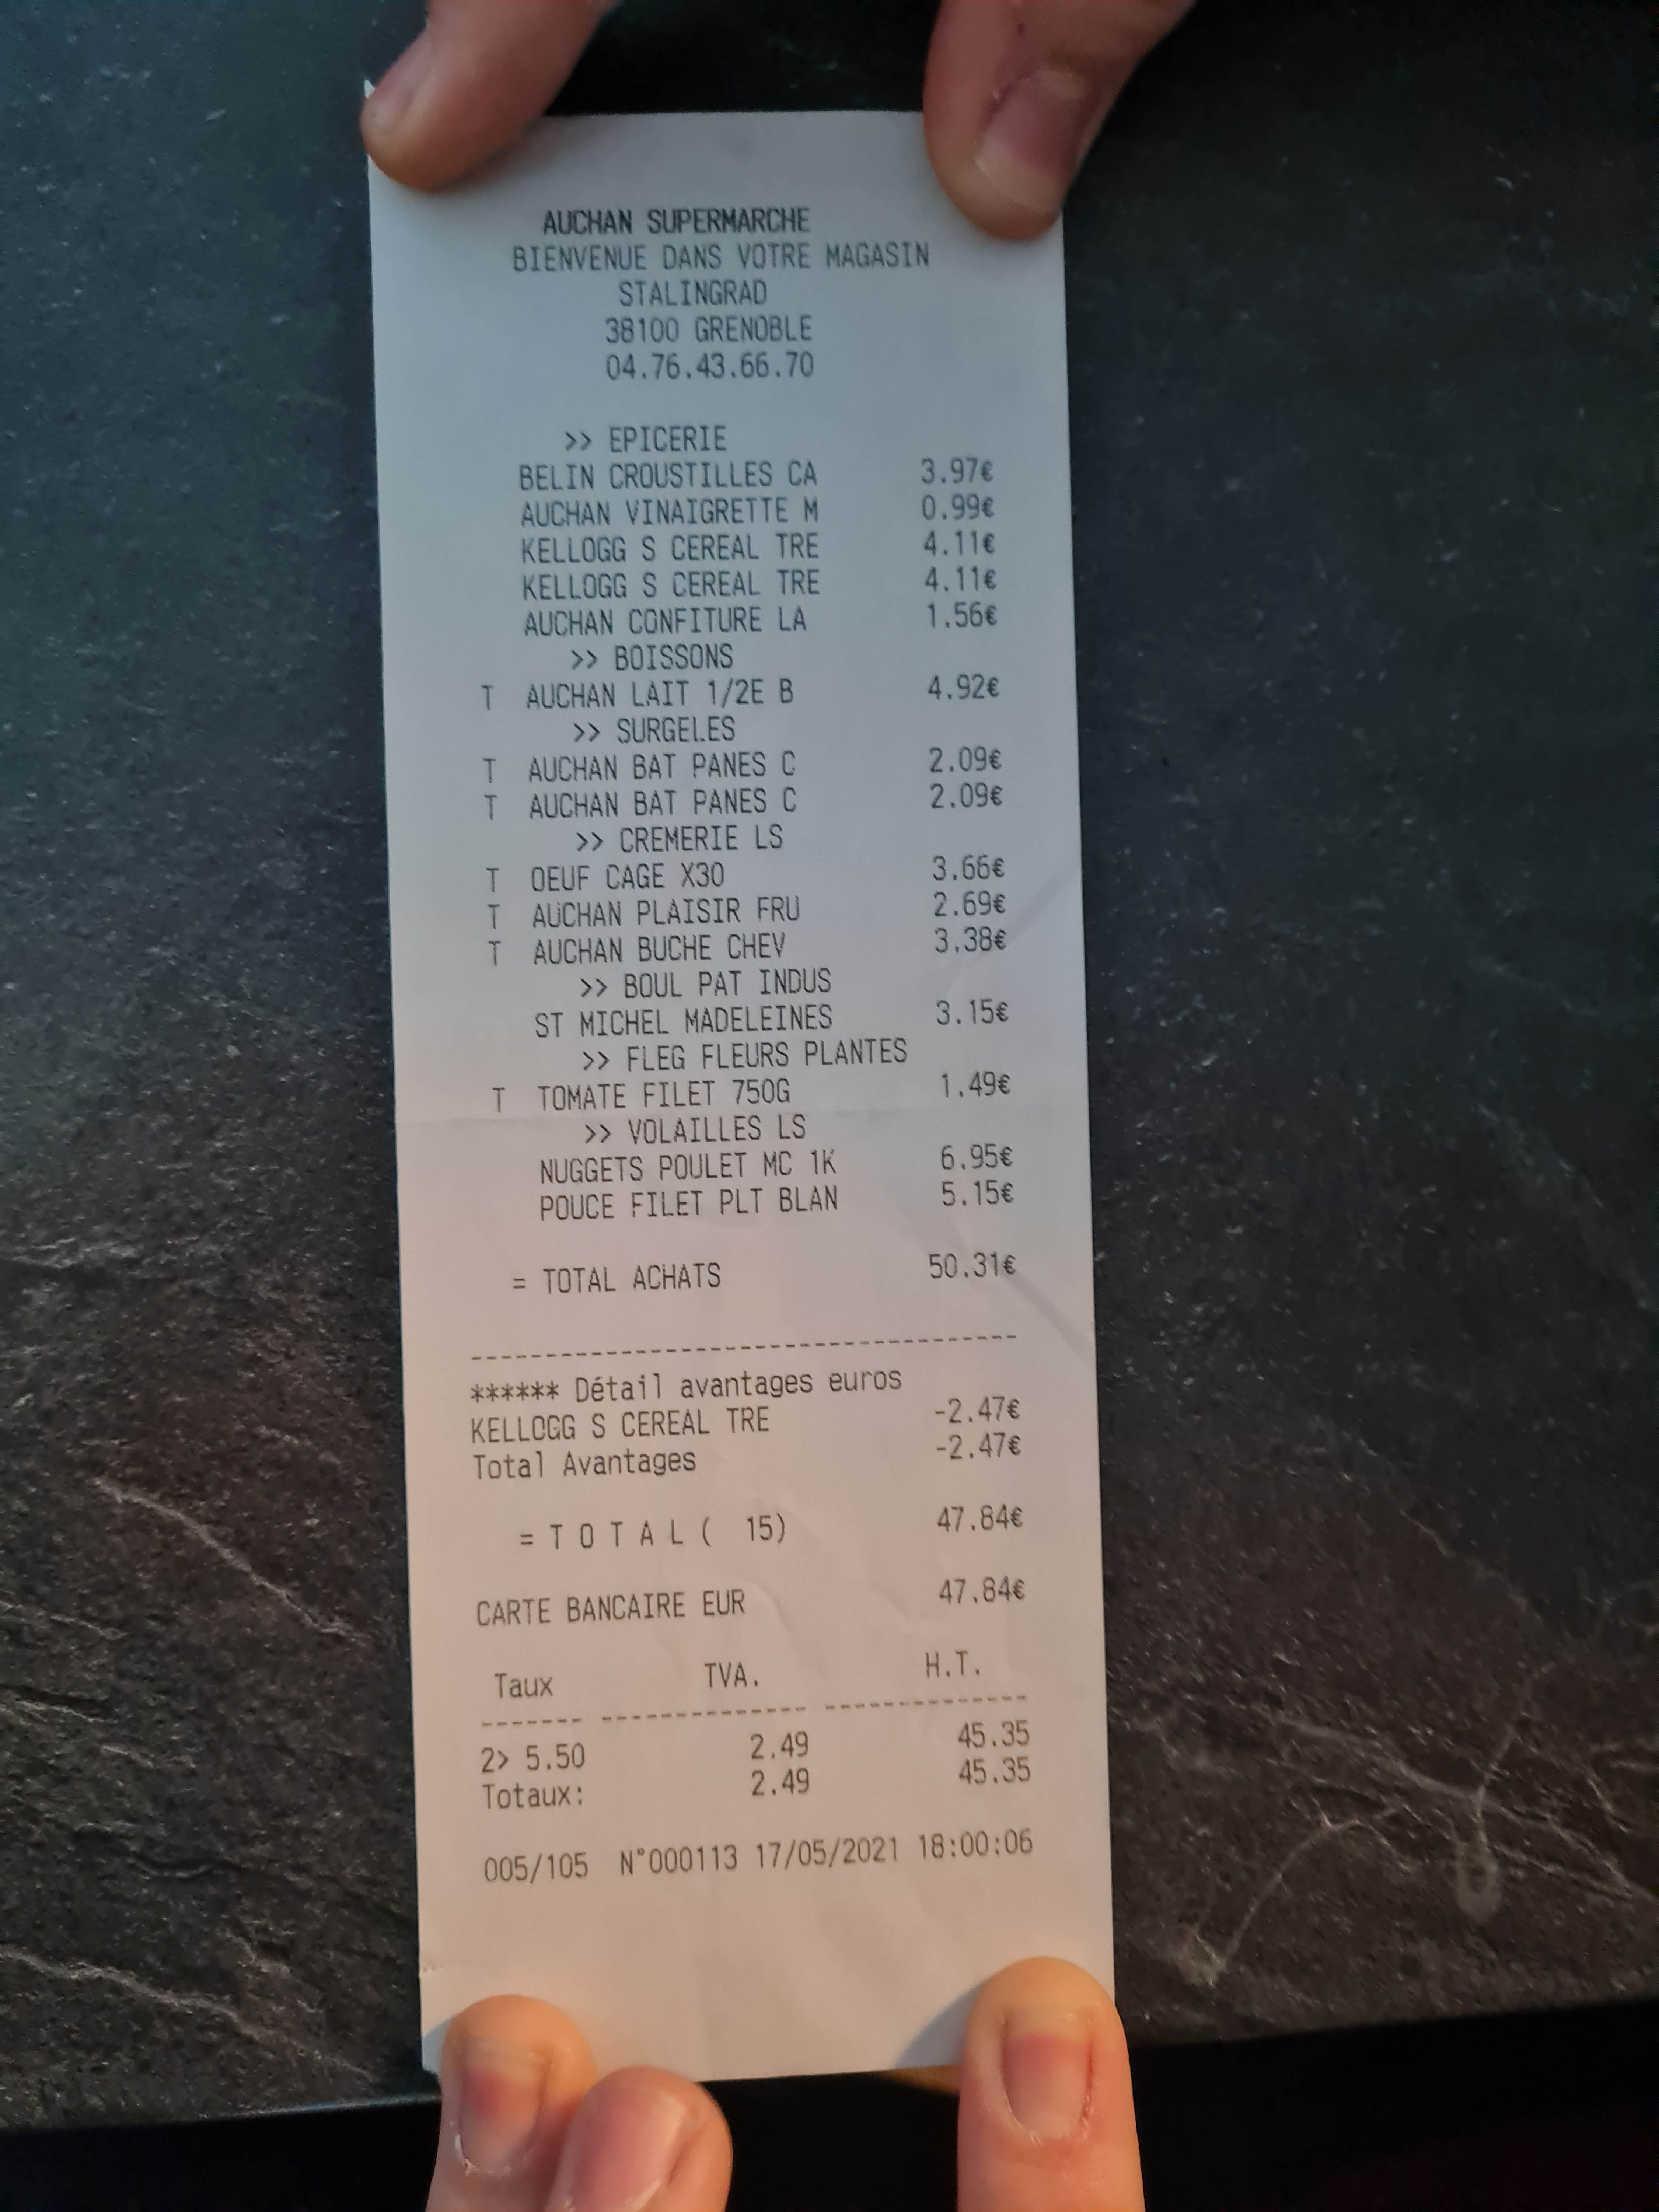 AUCHAN SUPERMARCHE
BIENVENUE DANS VOTRE MAGASIN
STALINGRAD
38100 GRENOBLE
04.76.43.66.70
>> EPICERIE
BELIN CROUSTILLES CA 3.97€
AUCHAN VINAIGRETTE M 0.99€
KELLOGG S CEREAL TRE 4.11€
KELLOGG S CEREAL TRE 4.11€
AUCHAN CONFITURE LA 1.56€
>> BOISSONS
T AUCHAN LAIT 1/2E B 4.92€
>> SURGELES
T AUCHAN BAT PANES C 2.09€
T AUCHAN BAT PANES C 2.09€
>> CREMERIE LS
T OEUF CAGE X30 3.66€
T AUCHAN PLAISIR FRU 2.69€
T AUCHAN BUCHE CHEV 3.38€
>> BOUL PAT INDUS
ST MICHEL MADELEINES 3.15€
>> FLEG FLEURS PLANTES
T TOMATE FILET 750G 1.49€
>> VOLAILLES LS
NUGGETS POULET MC 1K 6.95€
POUCE FILET PLT BLAN 5.15€
= TOTAL ACHATS 50.31€
------------------------------------
****** Détail avantages euros
KELLOGG S CEREAL TRE -2.47€
Total Avantages -2.47€
= T O T A L ( 15) 47.84€
CARTE BANCAIRE EUR 47.84€
Taux TVA. H.T.
------- -------------- --------------
2> 5.50 2.49 45.35
Totaux: 2.49 45.35
005/105 N°000113 17/05/2021 18:00:06